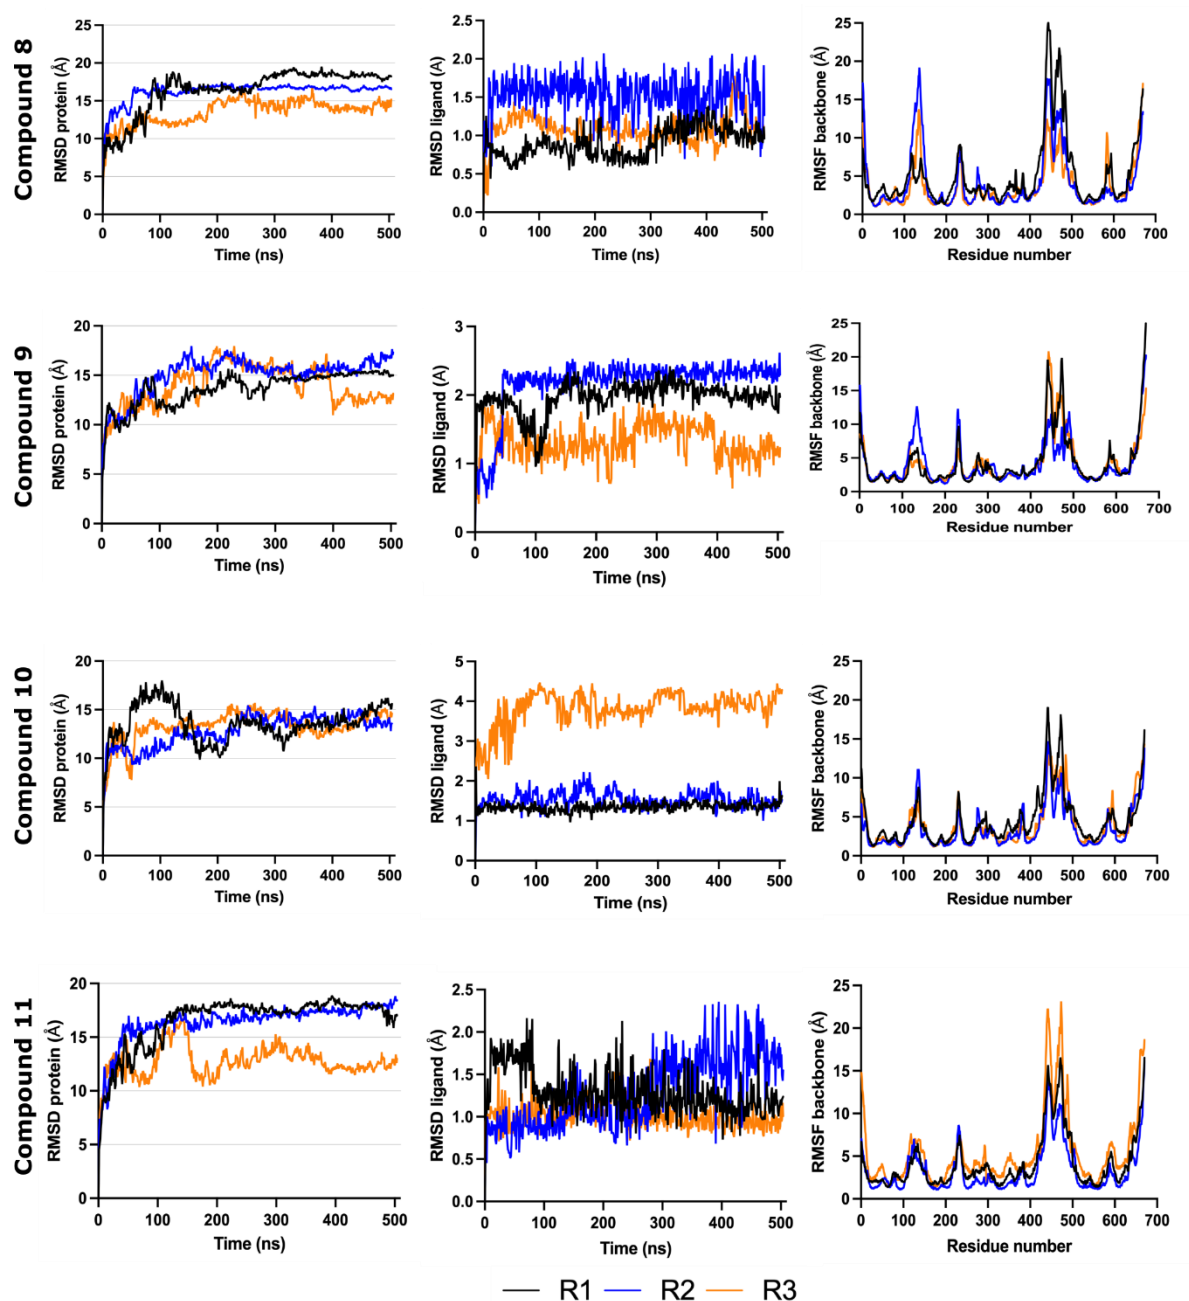 Compound 8
RMSD protein (Å)
25
20
15
10
5
0
0 100 200 300 400 500
Time (ns)
RMSD ligand (Å)
2.5
2.0
1.5
1.0
0.5
0.0
0 100 200 300 400 500
Time (ns)
RMSF backbone (Å)
25
20
15
10
5
0
0 100 200 300 400 500 600 700
Residue number
Compound 9
RMSD protein (Å)
20
15
10
5
0
0 100 200 300 400 500
Time (ns)
RMSD ligand (Å)
3
2
1
0
0 100 200 300 400 500
Time (ns)
RMSF backbone (Å)
25
20
15
10
5
0
0 100 200 300 400 500 600 700
Residue number
Compound 10
RMSD protein (Å)
20
15
10
5
0
0 100 200 300 400 500
Time (ns)
RMSD ligand (Å)
5
4
3
2
1
0
0 100 200 300 400 500
Time (ns)
RMSF backbone (Å)
25
20
15
10
5
0
0 100 200 300 400 500 600 700
Residue number
Compound 11
RMSD protein (Å)
20
15
10
5
0
0 100 200 300 400 500
Time (ns)
RMSD ligand (Å)
2.5
2.0
1.5
1.0
0.5
0.0
0 100 200 300 400 500
Time (ns)
RMSF backbone (Å)
25
20
15
10
5
0
0 100 200 300 400 500 600 700
Residue number
R1 R2 R3